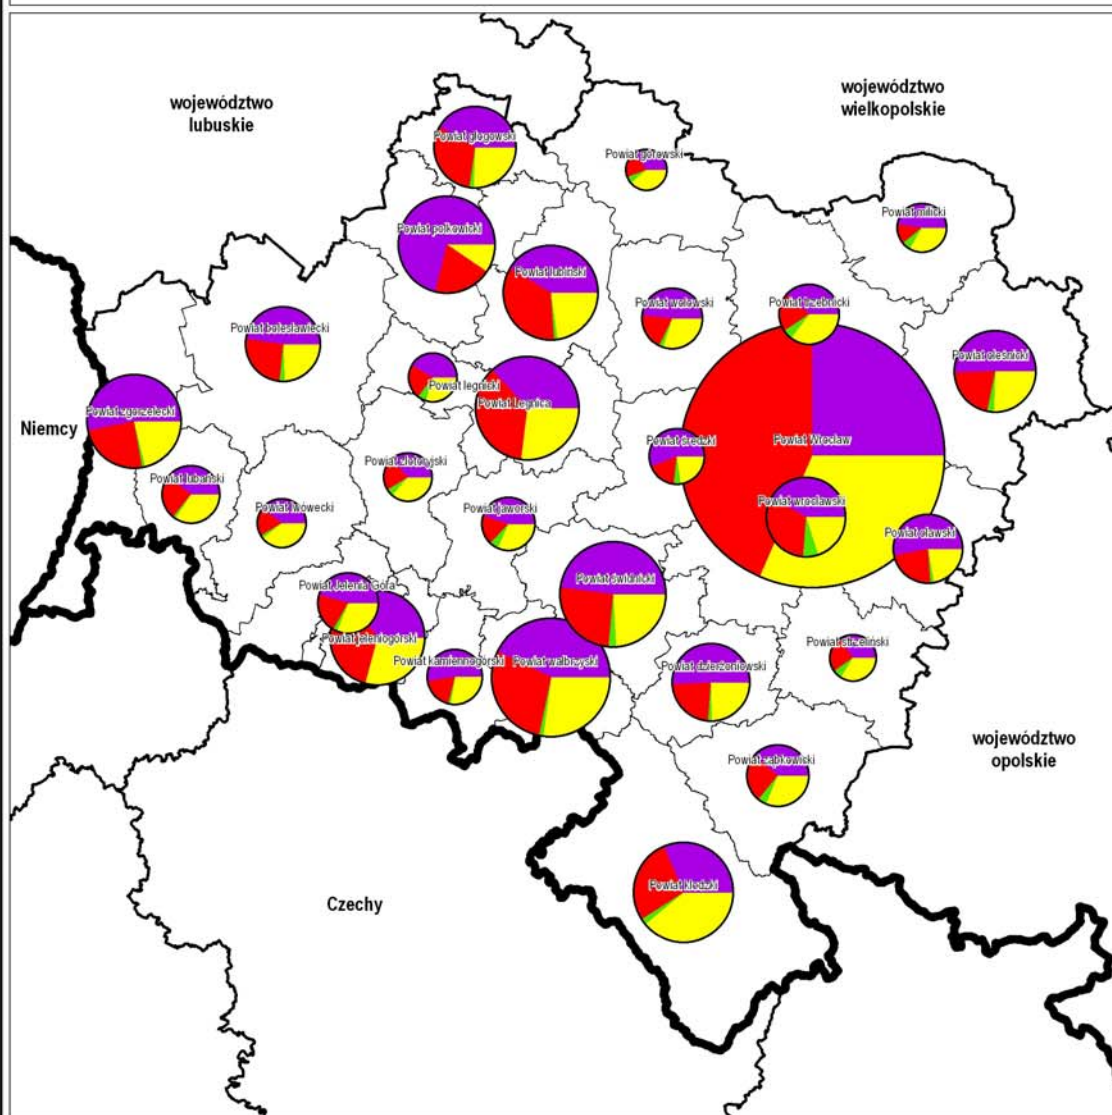 województwo
lubuskie
województwo
wielkopolskie
Powiat głogowski
Powiat górowski
Powiat milicki
Powiat polkowicki
Powiat lubiński
Powiat wołowski
Powiat trzebnicki
Powiat bolesławiecki
Powiat oleśnicki
Powiat legnicki
Powiat Legnica
Powiat zgorzelecki
Niemcy
Powiat średzki
Powiat Wrocław
Powiat złotoryjski
Powiat lubański
Powiat lwówecki
Powiat jaworski
Powiat wrocławski
Powiat oławski
Powiat świdnicki
Powiat Jelenia Góra
Powiat jeleniogórski
Powiat kamiennogórski
Powiat wałbrzyski
Powiat dzierżoniowski
Powiat strzeliński
województwo
opolskie
Powiat ząbkowiski
Powiat kłodzki
Czechy